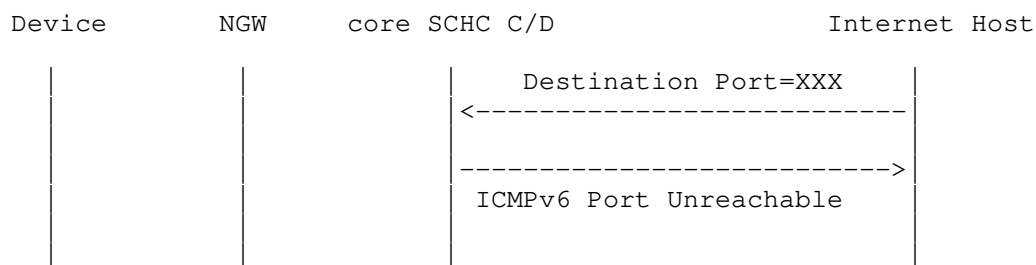 Device NGW core SCHC C/D Internet Host
Destination Port=XXX
ICMPv6 Port Unreachable